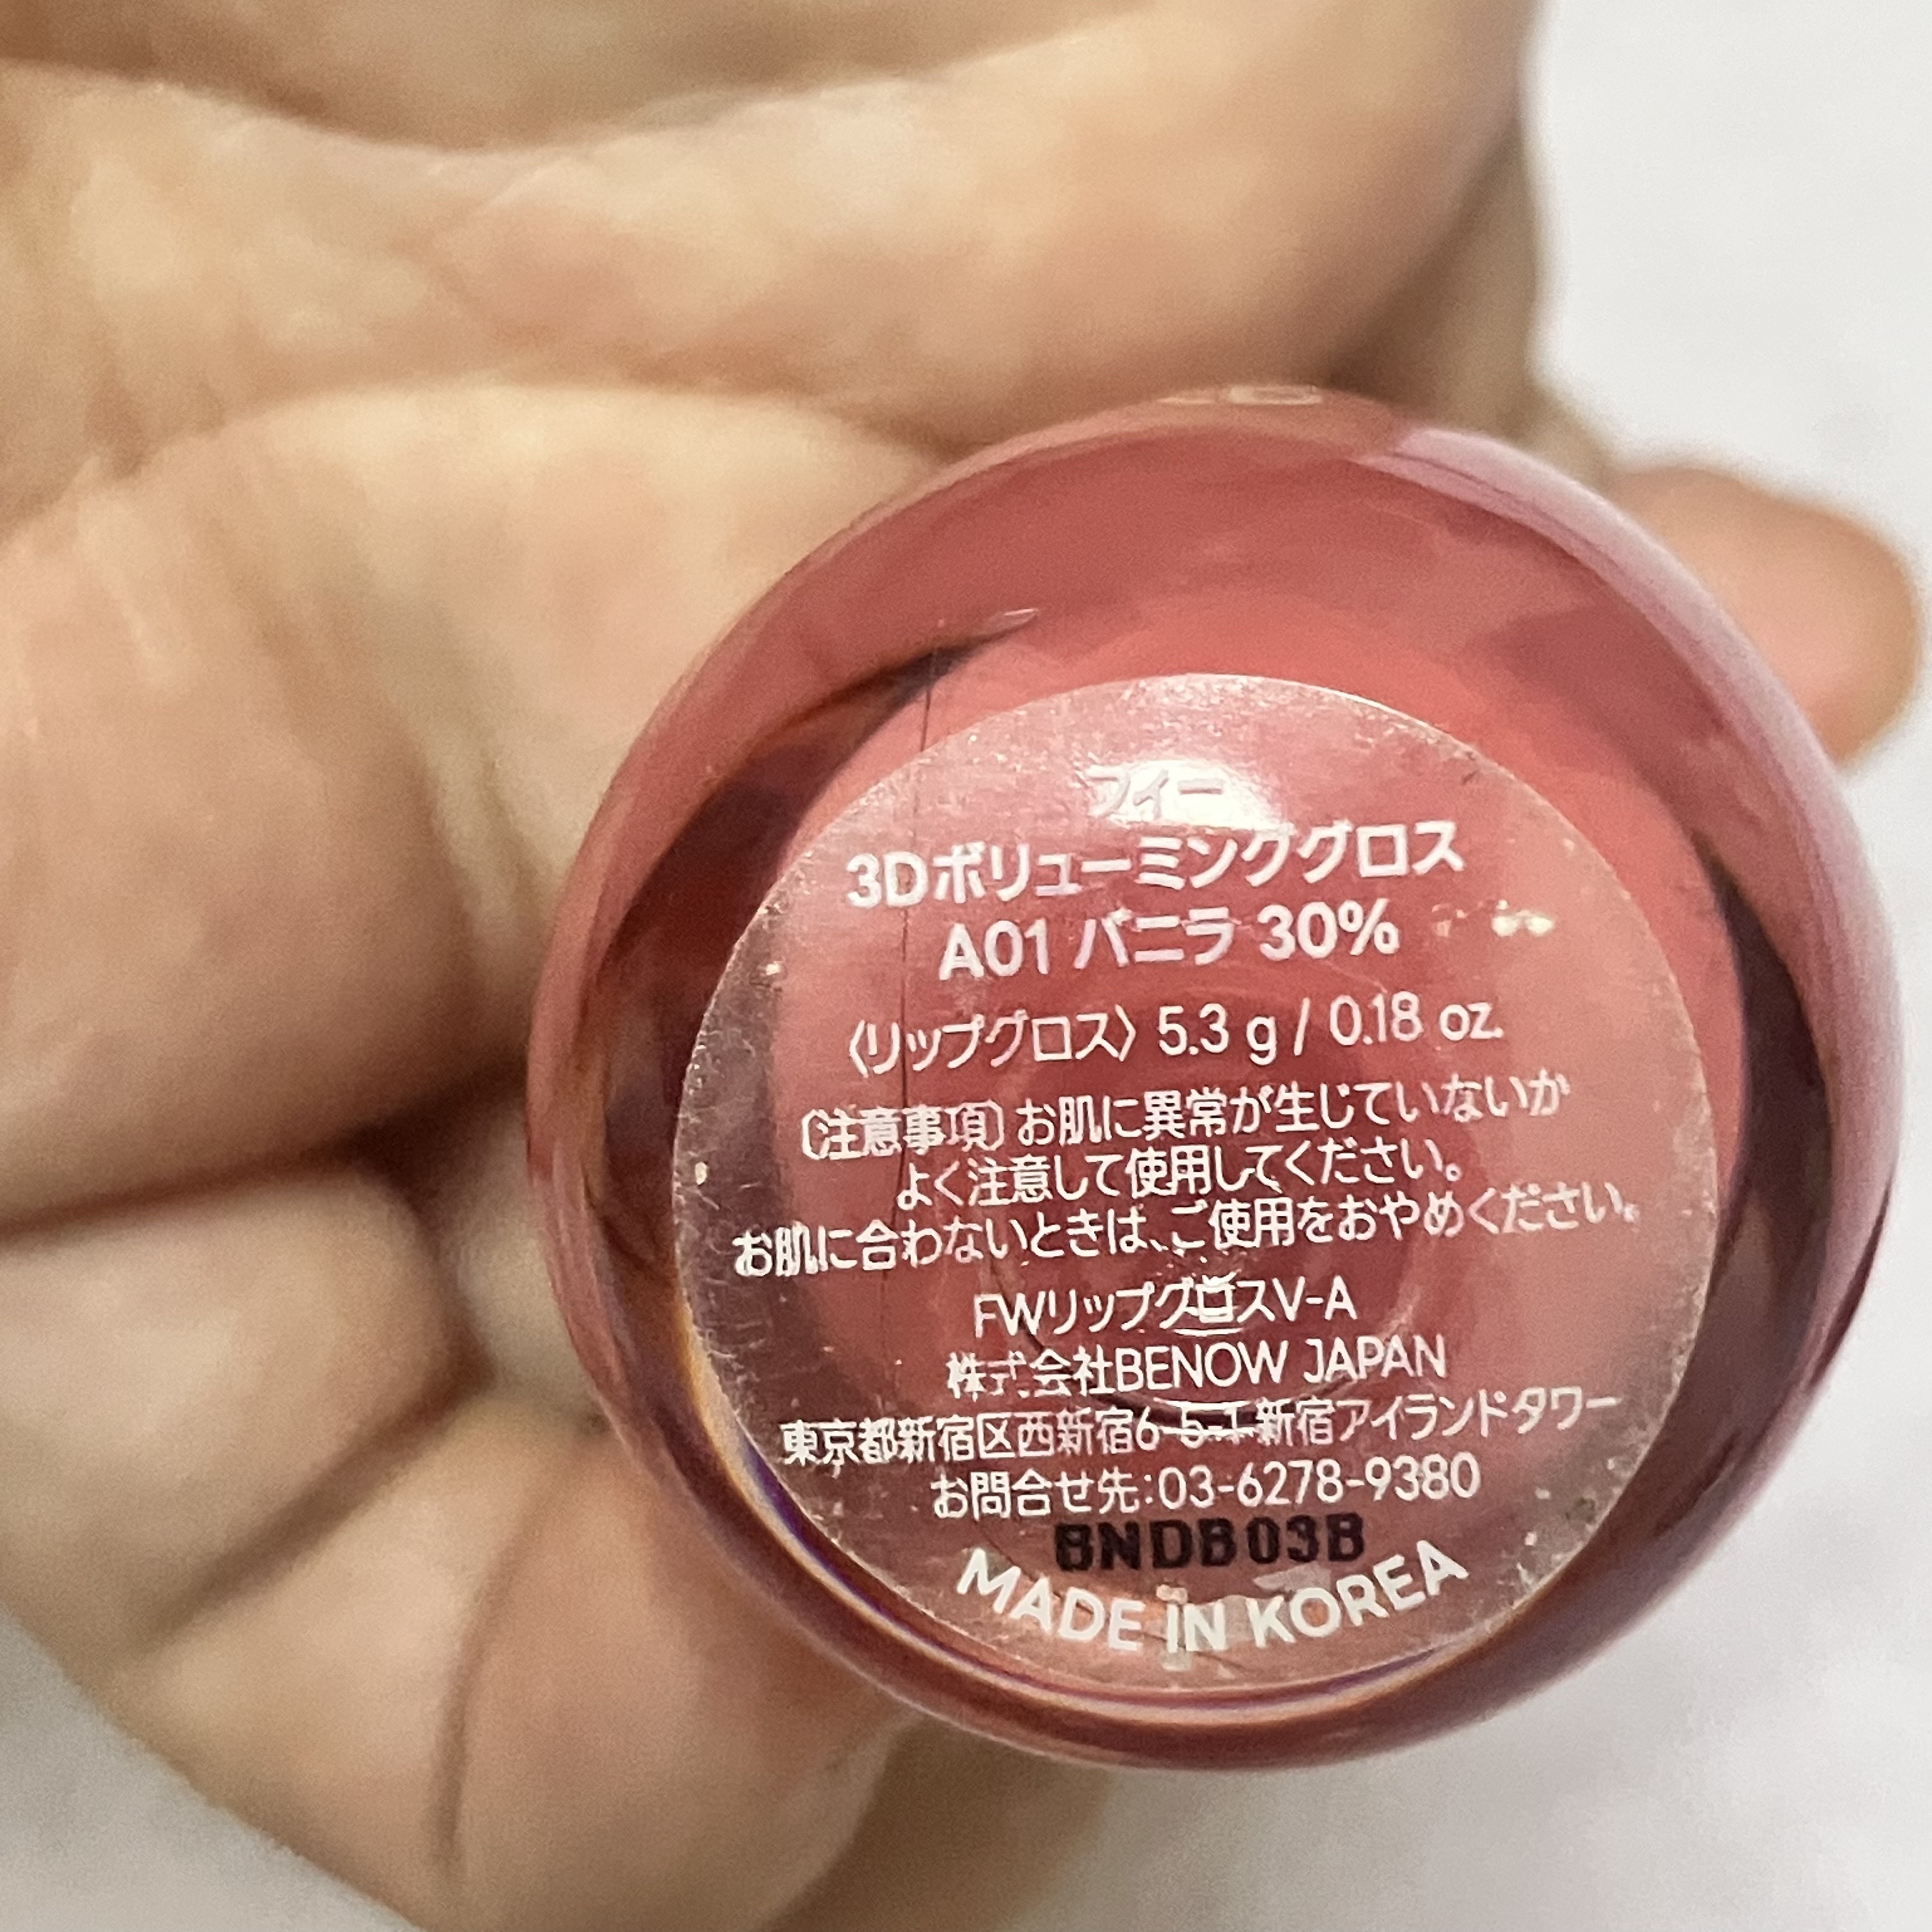 フィー
3Dボリューミンググロス
A01 バニラ 30%
〈リップグロス〉 5.3 g / 0.18 oz.
〔注意事項〕お肌に異常が生じていないか
よく注意して使用してください。
お肌に合わないときは、ご使用をおやめください。
FWリップグロスV-A
株式会社BENOW JAPAN
東京都新宿区西新宿6-5-1新宿アイランドタワー
お問合せ先:03-6278-9380
BNDB03B
MADE IN KOREA